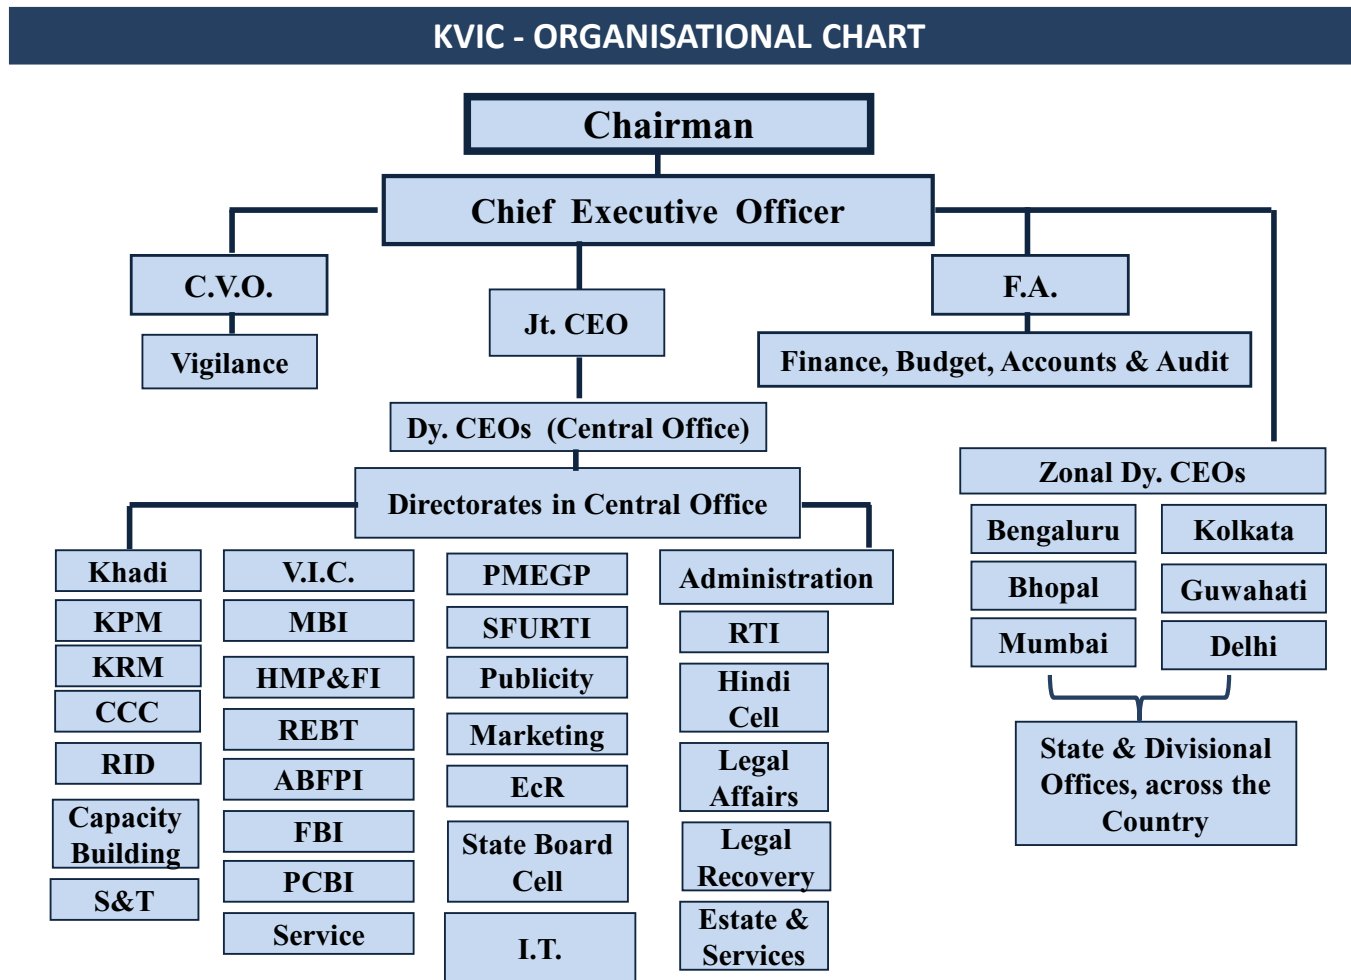 KVIC - ORGANISATIONAL CHART
Chairman
Chief Executive Officer
C.V.O.
Vigilance
Jt. CEO
F.A.
Finance, Budget, Accounts & Audit
Dy. CEOs (Central Office)
Directorates in Central Office
Khadi
KPM
KRM
CCC
RID
Capacity
Building
S&T
V.I.C.
MBI
HMP&FI
REBT
ABFPI
FBI
PCBI
Service
PMEGP
SFURTI
Publicity
Marketing
EcR
State Board
Cell
I.T.
Administration
RTI
Hindi
Cell
Legal
Affairs
Legal
Recovery
Estate &
Services
Zonal Dy. CEOs
Bengaluru
Kolkata
Bhopal
Guwahati
Mumbai
Delhi
State & Divisional
Offices, across the
Country